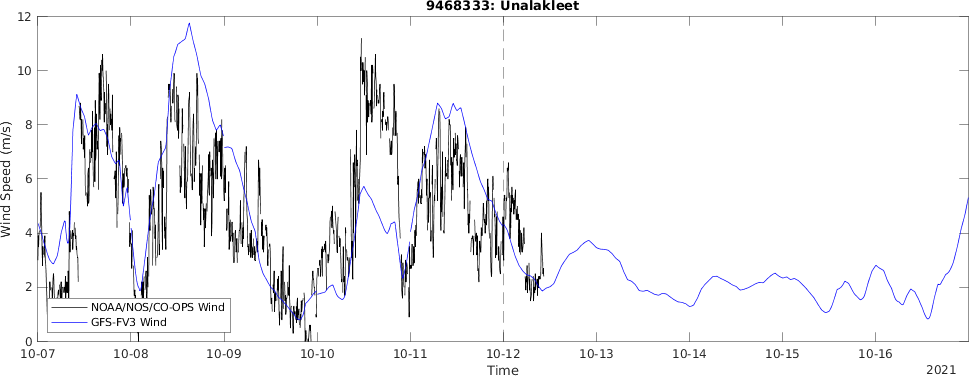 9468333: Unalakleet
Wind Speed (m/s)
12
10
8
6
4
2
0
NOAA/NOS/CO-OPS Wind
GFS-FV3 Wind
10-07 10-08 10-09 10-10 10-11 10-12 10-13 10-14 10-15 10-16
Time
2021